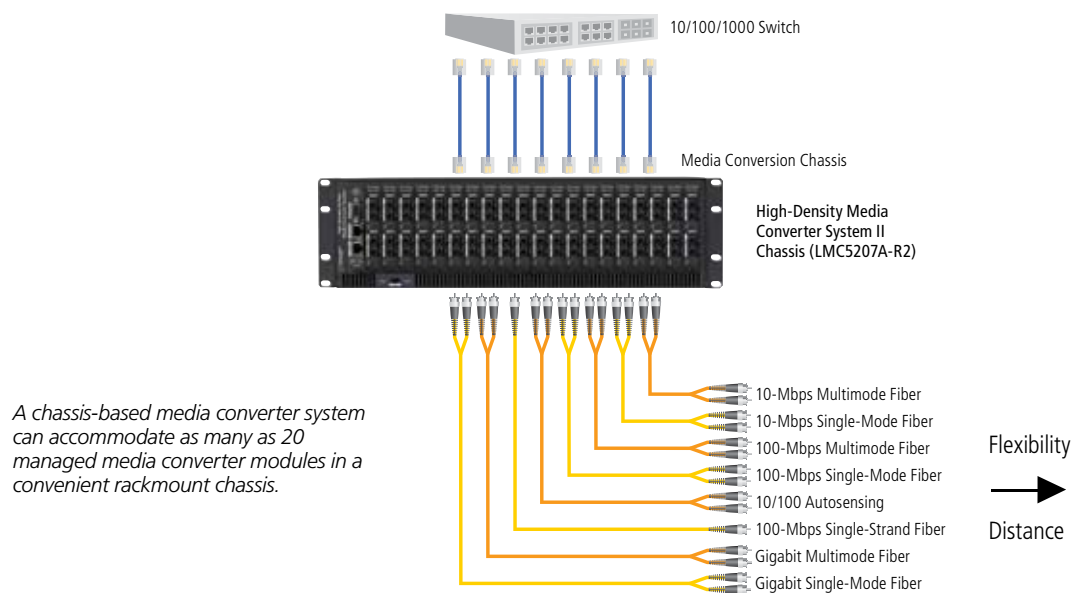 10/100/1000 Switch
Media Conversion Chassis
High-Density Media
Converter System II
Chassis (LMC5207A-R2)
A chassis-based media converter system
can accommodate as many as 20
managed media converter modules in a
convenient rackmount chassis.
10-Mbps Multimode Fiber
10-Mbps Single-Mode Fiber
100-Mbps Multimode Fiber
100-Mbps Single-Mode Fiber
10/100 Autosensing
100-Mbps Single-Strand Fiber
Gigabit Multimode Fiber
Gigabit Single-Mode Fiber
Flexibility
Distance